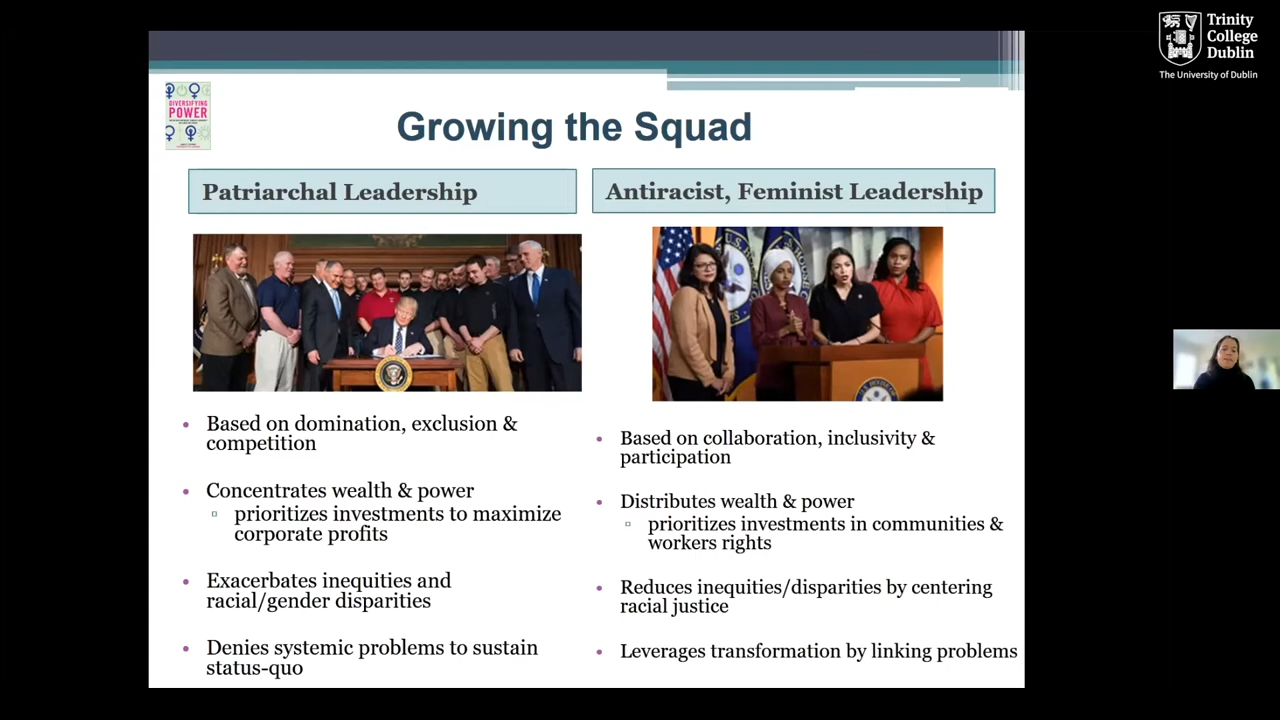 Trinity
College
Dublin
The University of Dublin
DIVERSIFYING
POWER
Growing the Squad
Patriarchal Leadership
Based on domination, exclusion &
competition
Concentrates wealth & power
prioritizes investments to maximize
corporate profits
Exacerbates inequities and
racial/gender disparities
Denies systemic problems to sustain
status-quo
Antiracist, Feminist Leadership
Based on collaboration, inclusivity &
participation
Distributes wealth & power
prioritizes investments in communities &
workers rights
Reduces inequities/disparities by centering
racial justice
Leverages transformation by linking problems